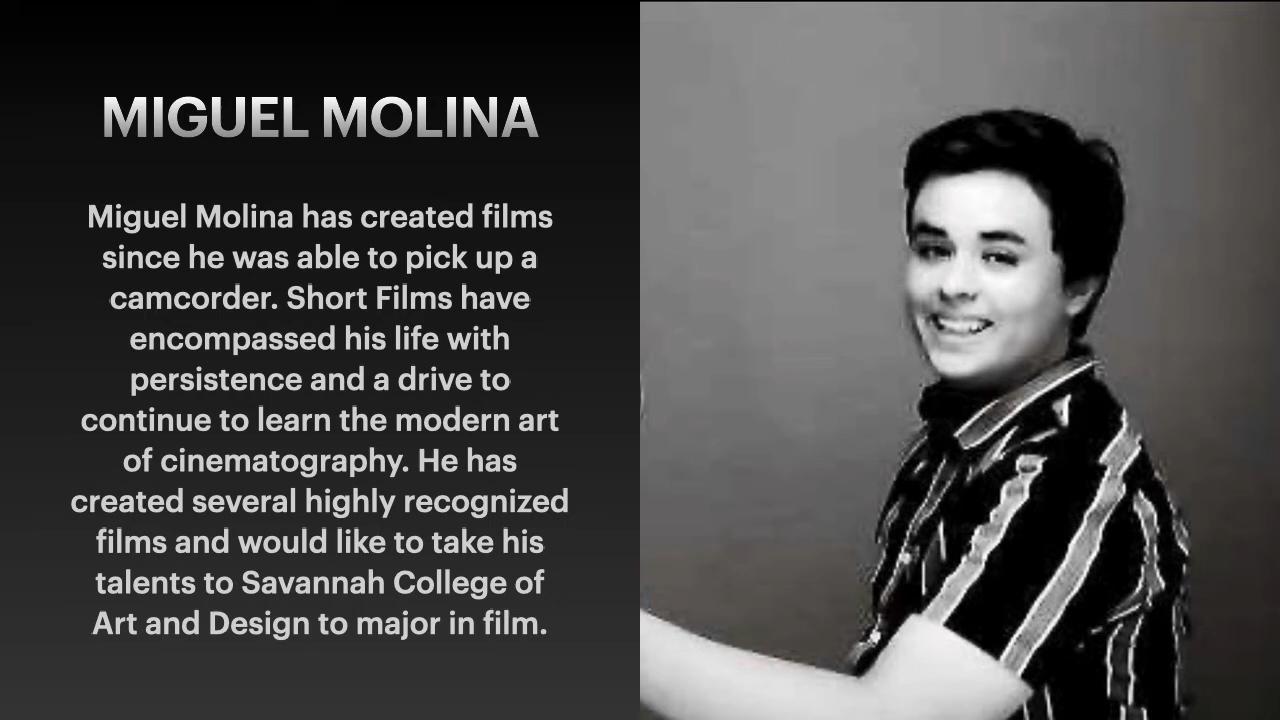 MIGUEL MOLINA
Miguel Molina has created films
since he was able to pick up a
camcorder. Short Films have
encompassed his life with
persistence and a drive to
continue to learn the modern art
of cinematography. He has
created several highly recognized
films and would like to take his
talents to Savannah College of
Art and Design to major in film.